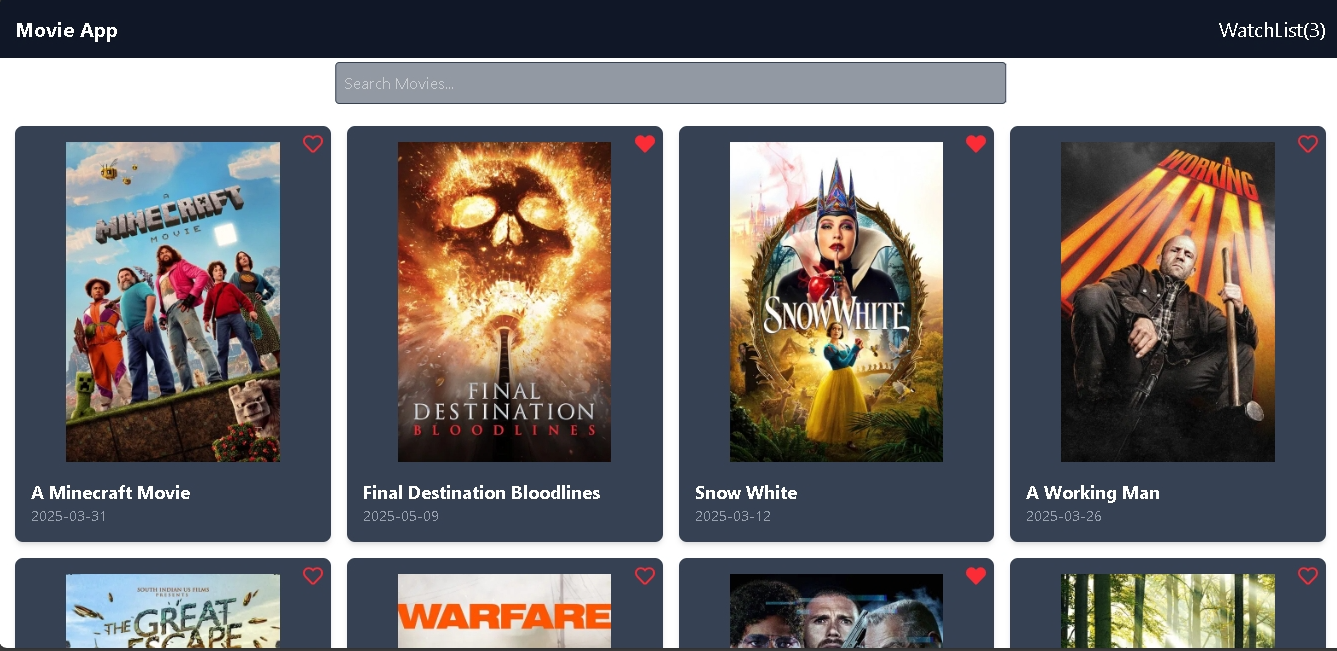 Movie App
WatchList(3)
Search Movies...
A
MINECRAFT
MOVIE
FINAL
DESTINATION
BLOODLINES
SNOW WHITE
A
WORKING
MAN
A Minecraft Movie
2025-03-31
Final Destination Bloodlines
2025-05-09
Snow White
2025-03-12
A Working Man
2025-03-26
SOUTH INDIAN US FILMS
PRESENTS
THE GREAT
ESCAPE
WARFARE